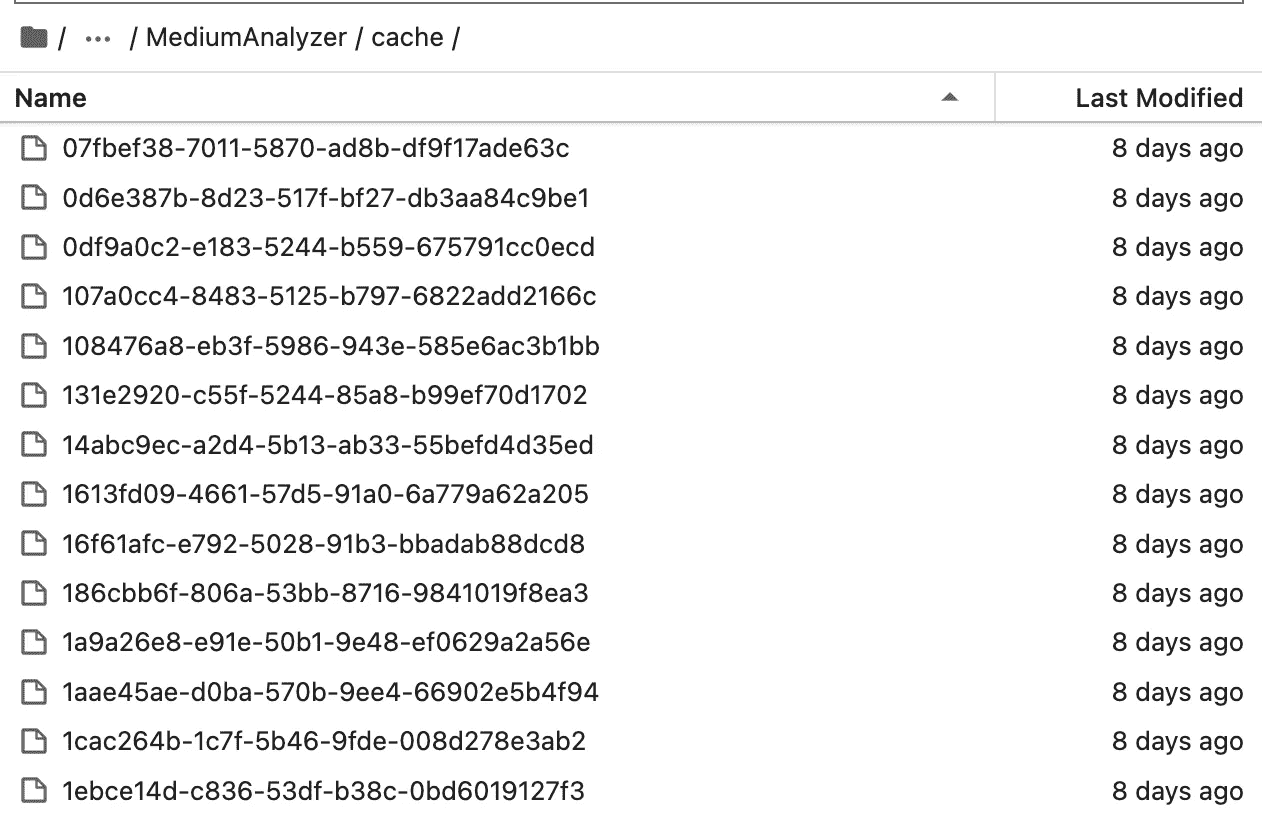 / ... / MediumAnalyzer / cache /
Name Last Modified
07fbef38-7011-5870-ad8b-df9f17ade63c 8 days ago
0d6e387b-8d23-517f-bf27-db3aa84c9be1 8 days ago
0df9a0c2-e183-5244-b559-675791cc0ecd 8 days ago
107a0cc4-8483-5125-b797-6822add2166c 8 days ago
108476a8-eb3f-5986-943e-585e6ac3b1bb 8 days ago
131e2920-c55f-5244-85a8-b99ef70d1702 8 days ago
14abc9ec-a2d4-5b13-ab33-55befd4d35ed 8 days ago
1613fd09-4661-57d5-91a0-6a779a62a205 8 days ago
16f61afc-e792-5028-91b3-bbadab88dcd8 8 days ago
186cbb6f-806a-53bb-8716-9841019f8ea3 8 days ago
1a9a26e8-e91e-50b1-9e48-ef0629a2a56e 8 days ago
1aae45ae-d0ba-570b-9ee4-66902e5b4f94 8 days ago
1cac264b-1c7f-5b46-9fde-008d278e3ab2 8 days ago
1ebce14d-c836-53df-b38c-0bd6019127f3 8 days ago